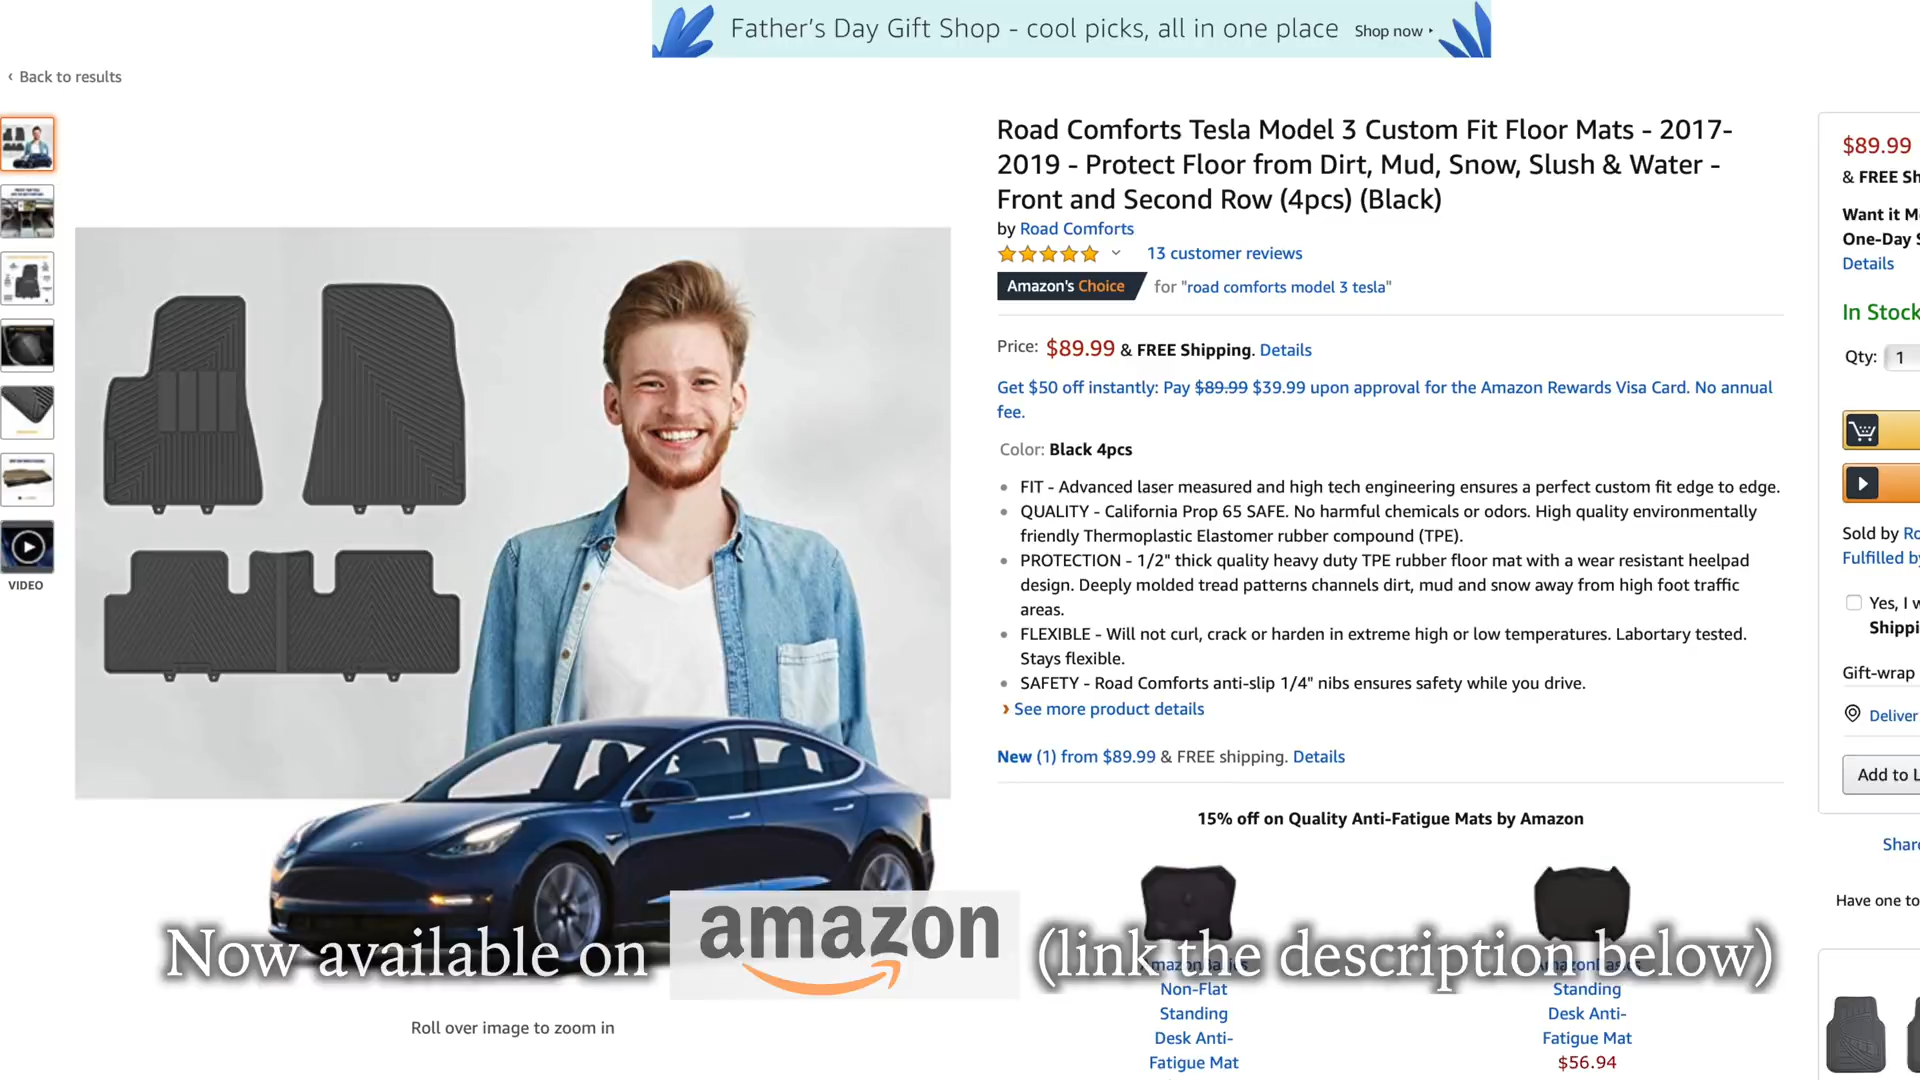 Father's Day Gift Shop - cool picks, all in one place Shop now
‹ Back to results
VIDEO
Roll over image to zoom in
Road Comforts Tesla Model 3 Custom Fit Floor Mats - 2017-
2019 - Protect Floor from Dirt, Mud, Snow, Slush & Water -
Front and Second Row (4pcs) (Black)
by Road Comforts
13 customer reviews
Amazon's Choice for "road comforts model 3 tesla"
Price: $89.99 & FREE Shipping. Details
Get $50 off instantly: Pay $89.99 $39.99 upon approval for the Amazon Rewards Visa Card. No annual
fee.
Color: Black 4pcs
FIT - Advanced laser measured and high tech engineering ensures a perfect custom fit edge to edge.
QUALITY - California Prop 65 SAFE. No harmful chemicals or odors. High quality environmentally
friendly Thermoplastic Elastomer rubber compound (TPE).
PROTECTION - 1/2" thick quality heavy duty TPE rubber floor mat with a wear resistant heelpad
design. Deeply molded tread patterns channels dirt, mud and snow away from high foot traffic
areas.
FLEXIBLE - Will not curl, crack or harden in extreme high or low temperatures. Labortary tested.
Stays flexible.
SAFETY - Road Comforts anti-slip 1/4" nibs ensures safety while you drive.
› See more product details
New (1) from $89.99 & FREE shipping. Details
15% off on Quality Anti-Fatigue Mats by Amazon
Now available on amazon (link the description below)
Non-Flat
Standing
Desk Anti-
Fatigue Mat
Standing
Desk Anti-
Fatigue Mat
$56.94
$89.99
& FREE Sh
Want it M
One-Day S
Details
In Stock
Qty: 1
Sold by Ro
Fulfilled by
Yes, I w
Shippi
Gift-wrap
Deliver
Add to L
Share
Have one to